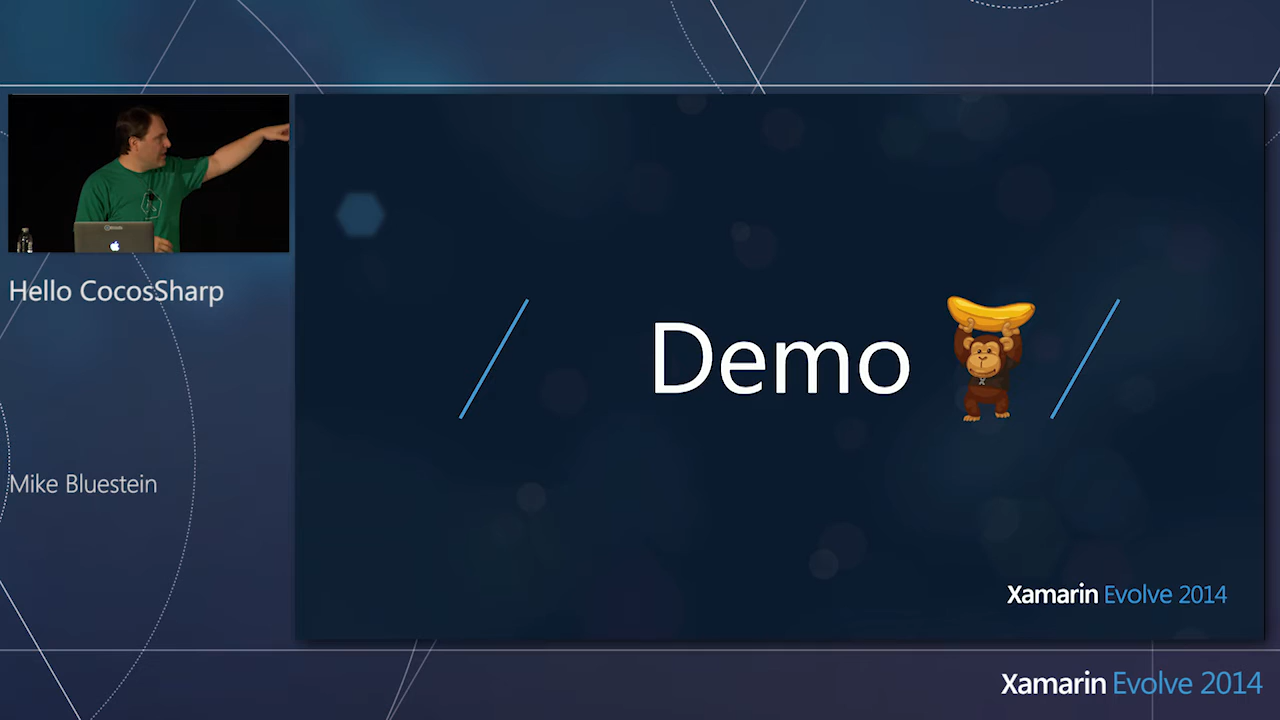 Hello CocosSharp
Mike Bluestein
Demo
Xamarin Evolve 2014
Xamarin Evolve 2014